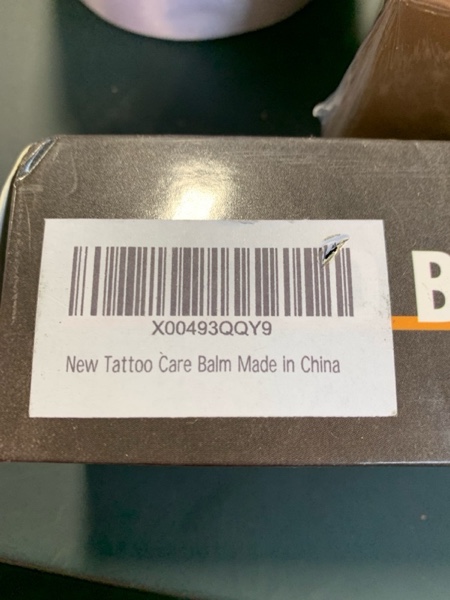 X00493QQY9
New Tattoo Care Balm Made in China
B